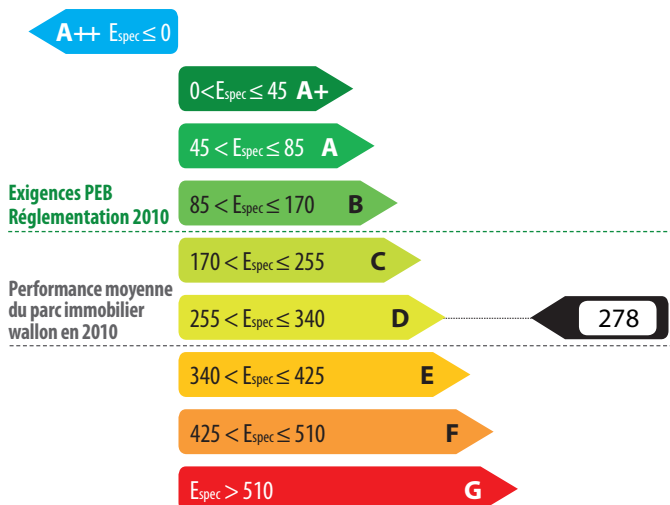 A++ Espec ≤ 0
0<Espec ≤ 45 A+
45 < Espec ≤ 85 A
Exigences PEB
Réglementation 2010
85 < Espec ≤ 170 B
170 < Espec ≤ 255 C
Performance moyenne
du parc immobilier
wallon en 2010
255 < Espec ≤ 340 D
278
340 < Espec ≤ 425 E
425 < Espec ≤ 510 F
Espec > 510 G